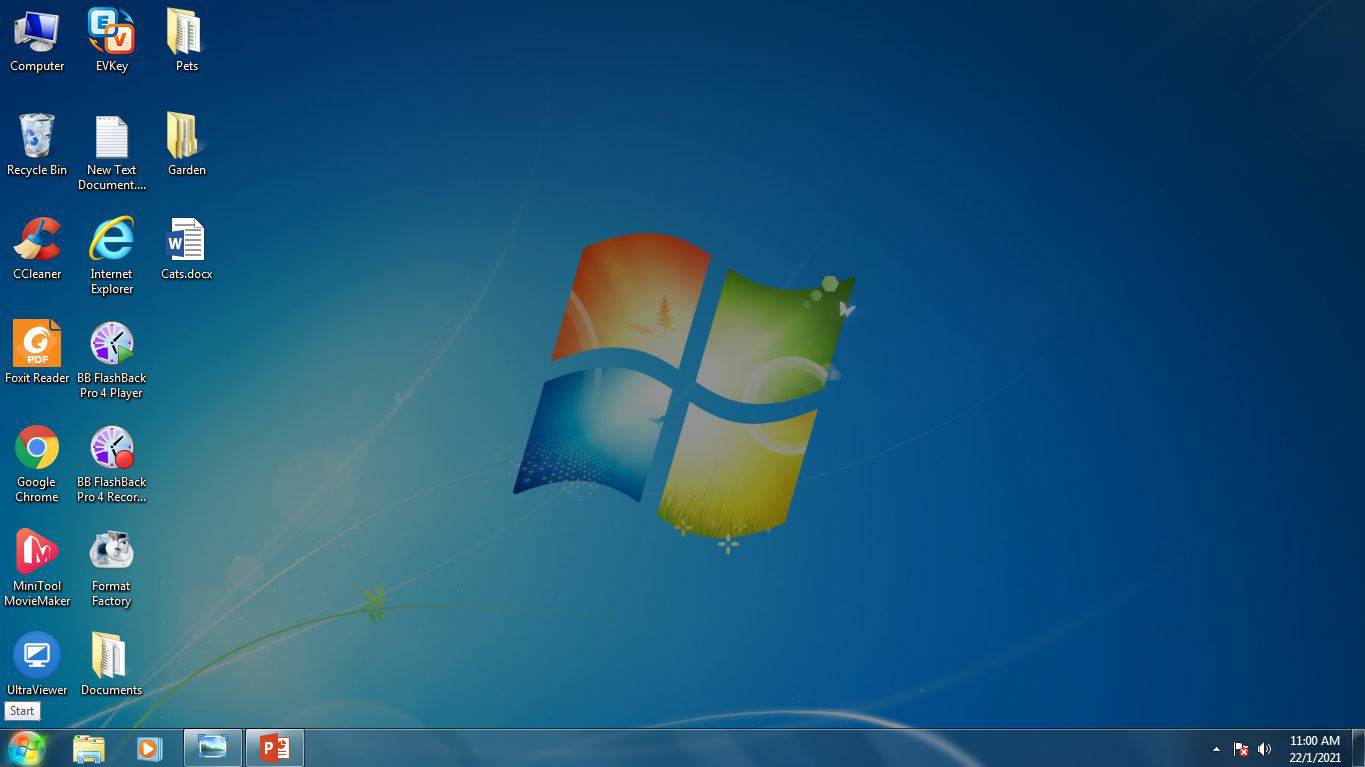 Computer
EVKey
Pets
Recycle Bin
New Text
Document....
Garden
CCleaner
Internet
Explorer
Cats.docx
Foxit Reader
BB FlashBack
Pro 4 Player
Google
Chrome
BB FlashBack
Pro 4 Recor...
MiniTool
MovieMaker
Format
Factory
UltraViewer
Documents
Start
11:00 AM
22/1/2021